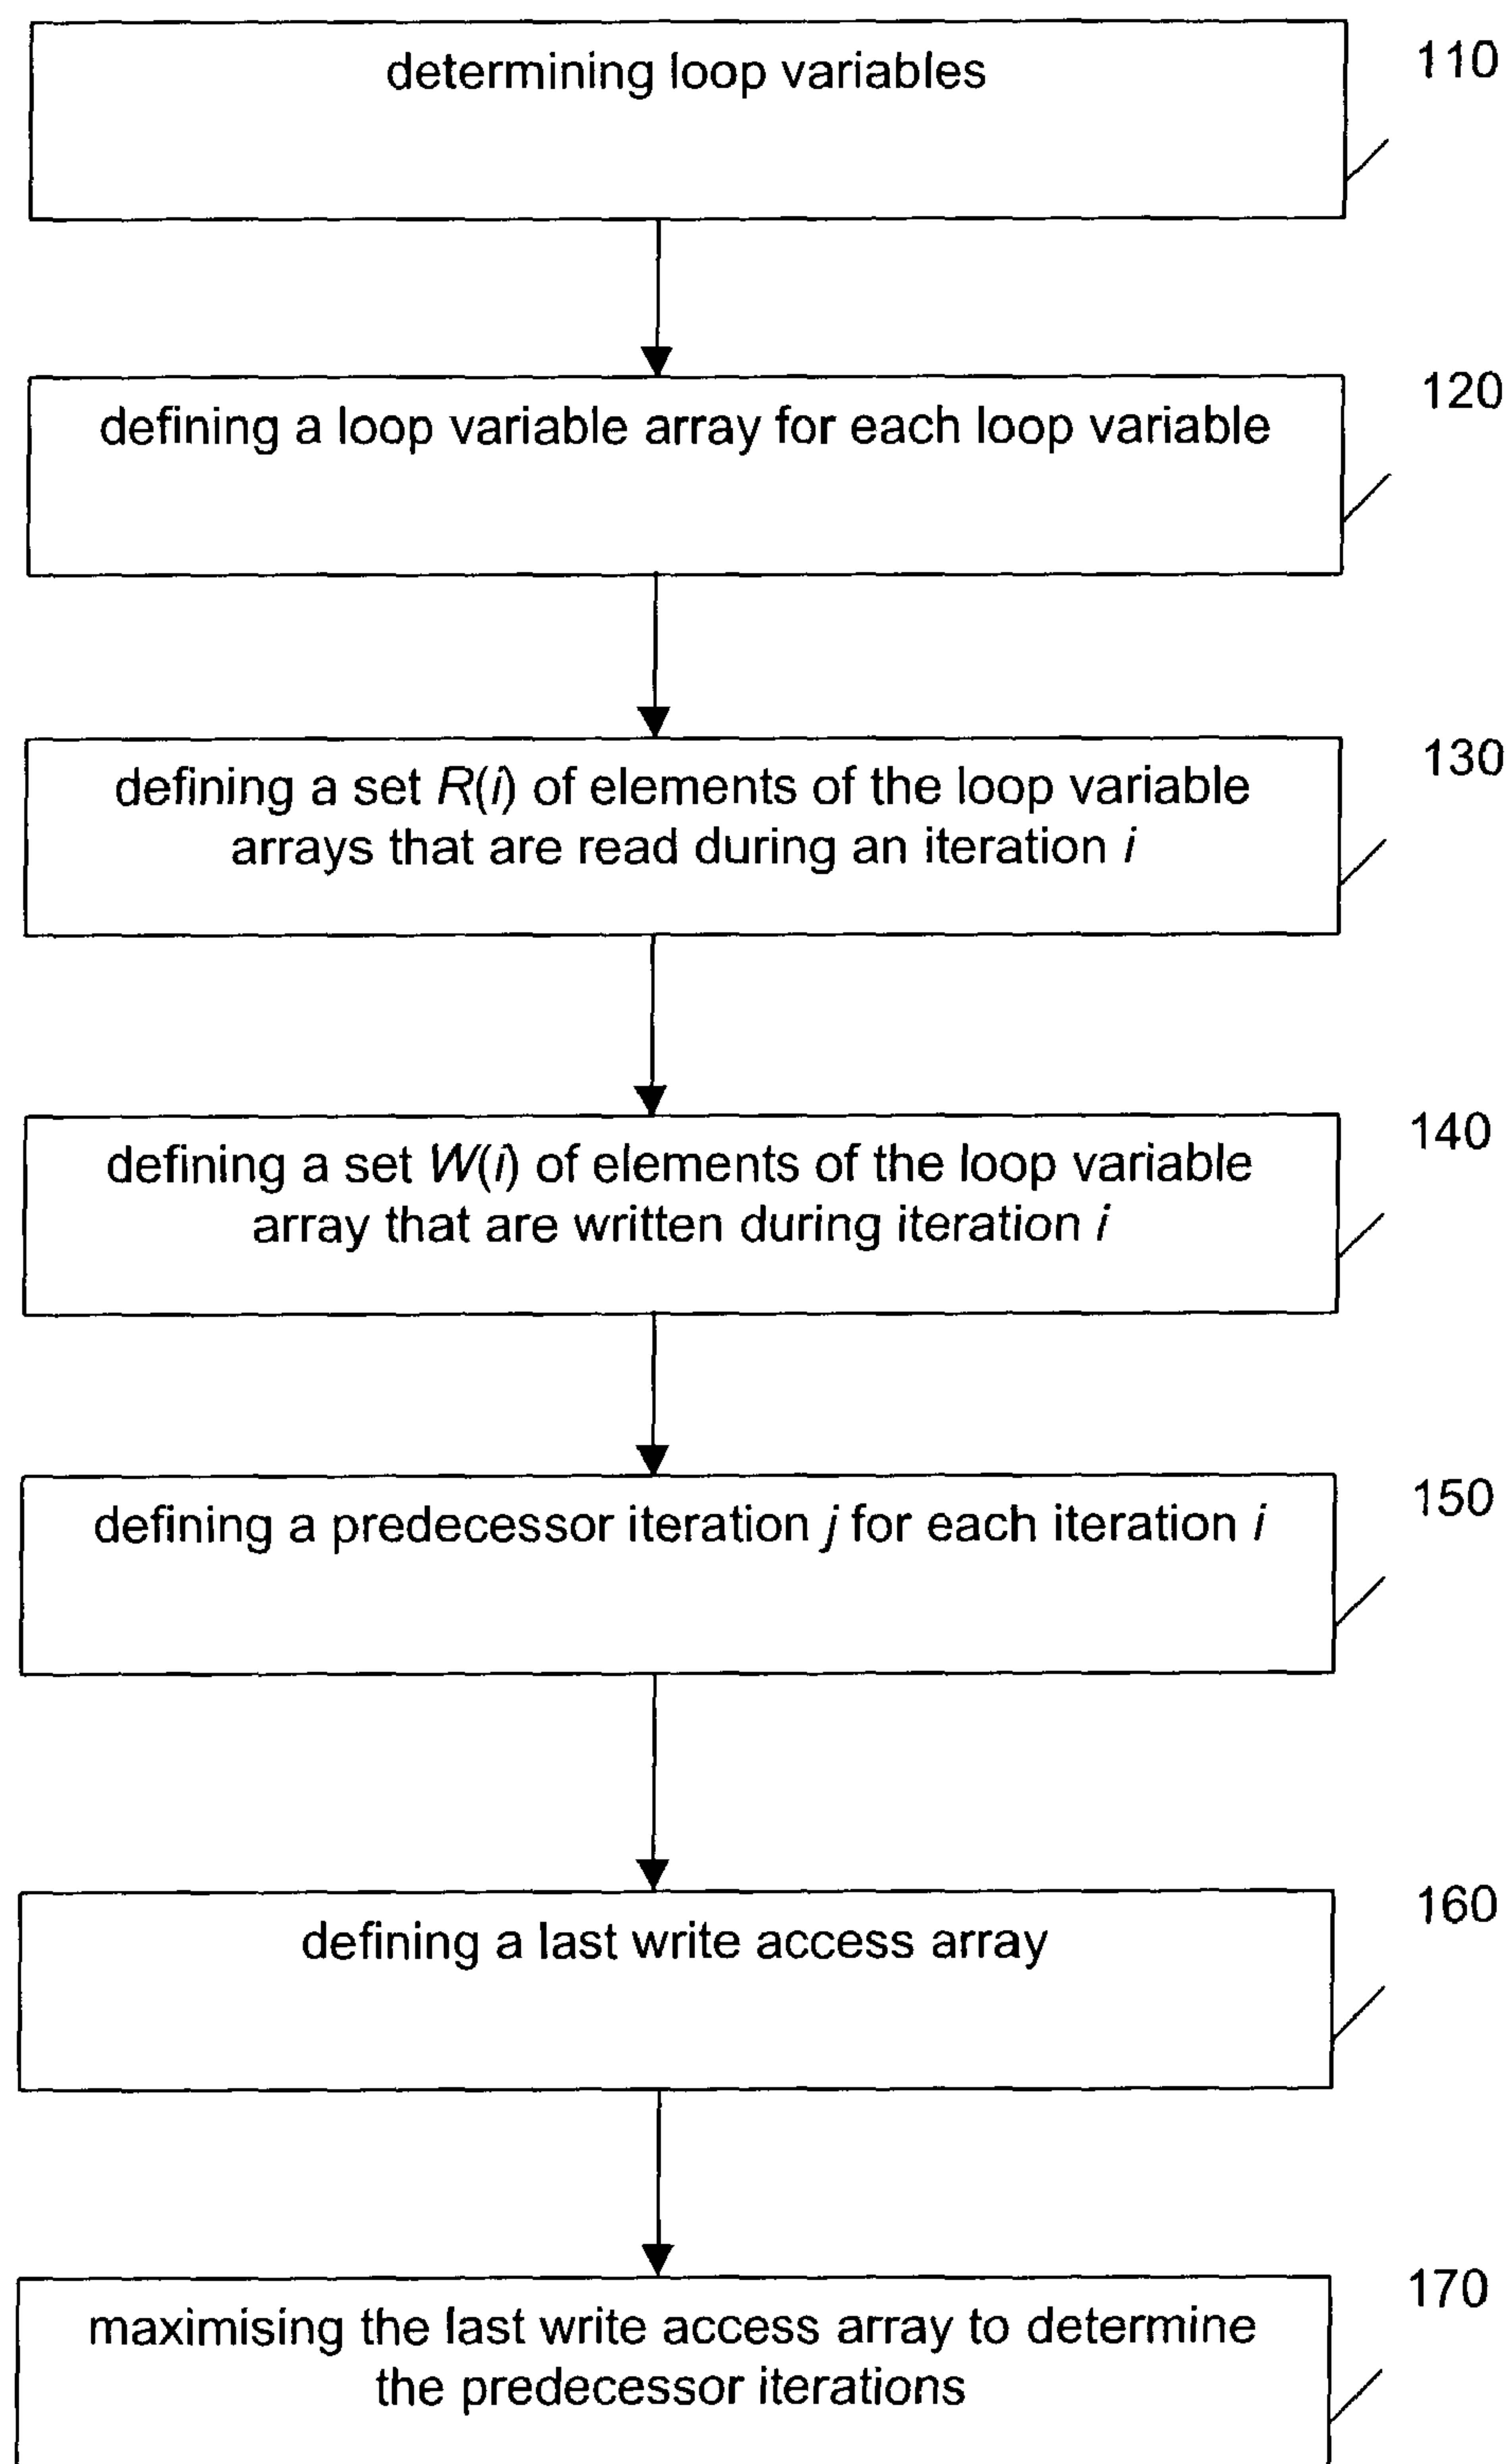 determining loop variables
110
defining a loop variable array for each loop variable
120
defining a set R(i) of elements of the loop variable
arrays that are read during an iteration i
130
defining a set W(i) of elements of the loop variable
array that are written during iteration i
140
defining a predecessor iteration j for each iteration i
150
defining a last write access array
160
maximising the last write access array to determine
the predecessor iterations
170